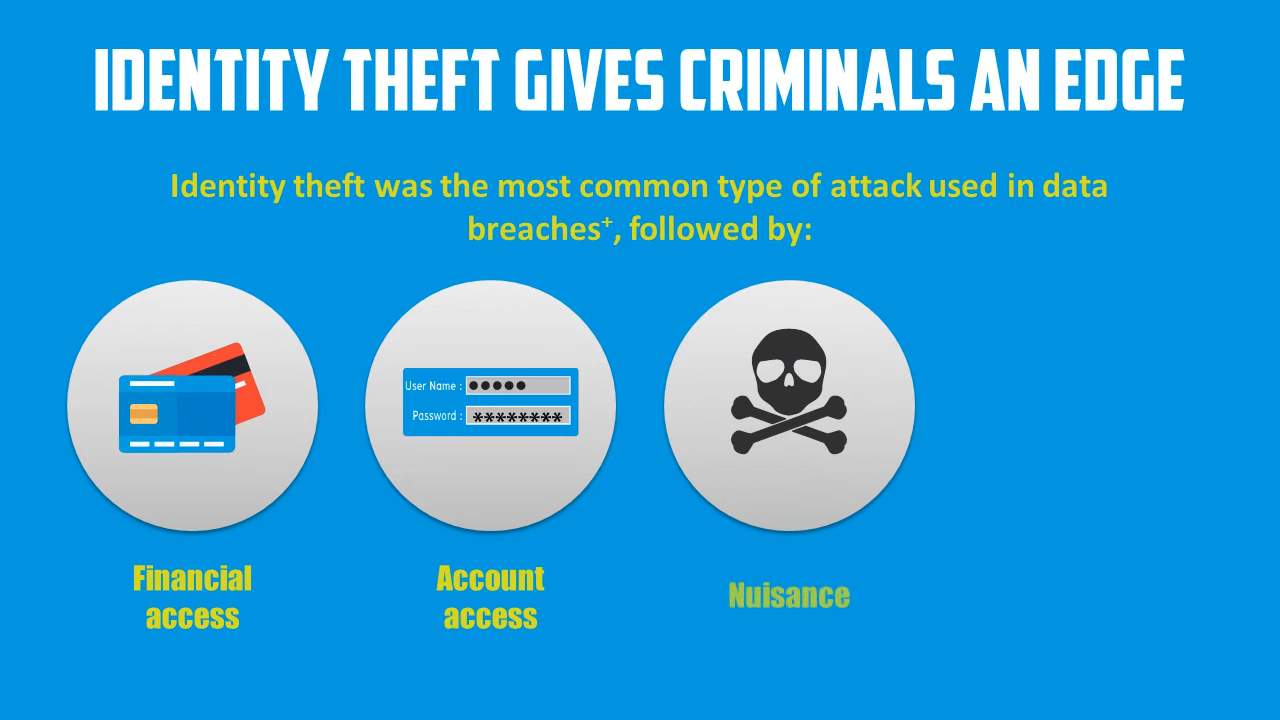 IDENTITY THEFT GIVES CRIMINALS AN EDGE
Identity theft was the most common type of attack used in data
breaches⁺, followed by:
User Name :
Password : ********
Financial
access
Account
access
Nuisance